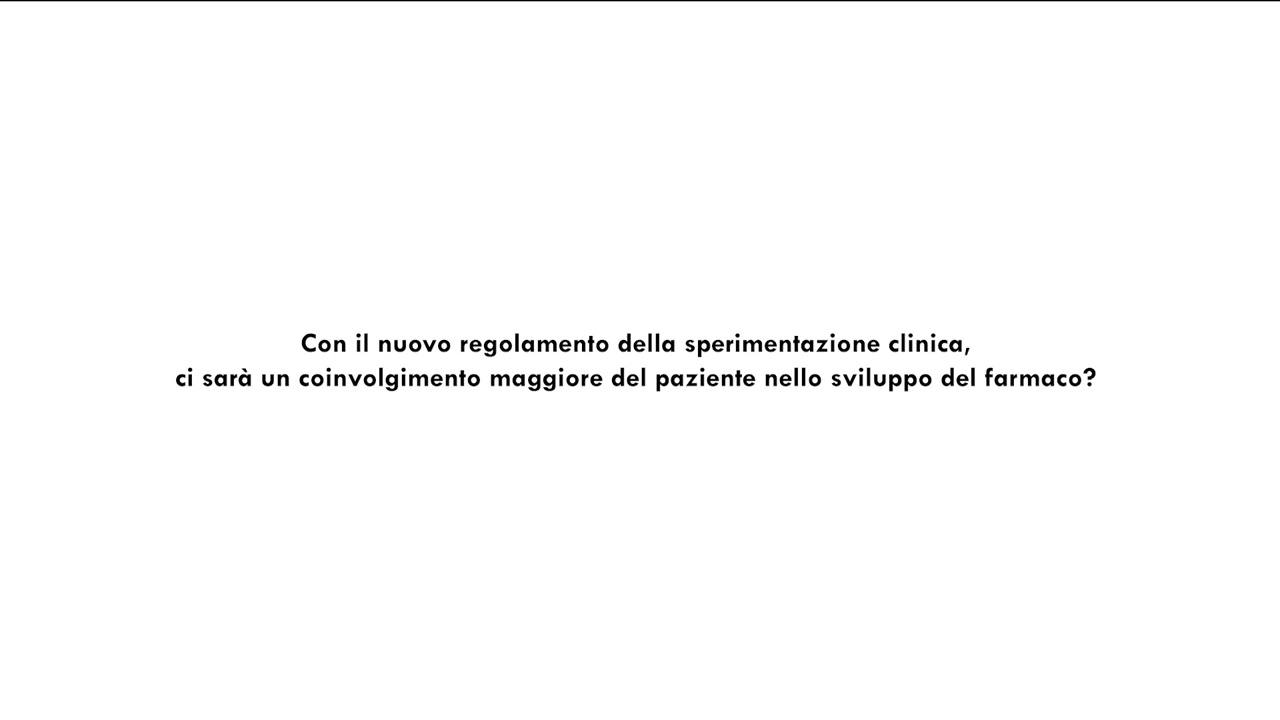 Con il nuovo regolamento della sperimentazione clinica,
ci sarà un coinvolgimento maggiore del paziente nello sviluppo del farmaco?